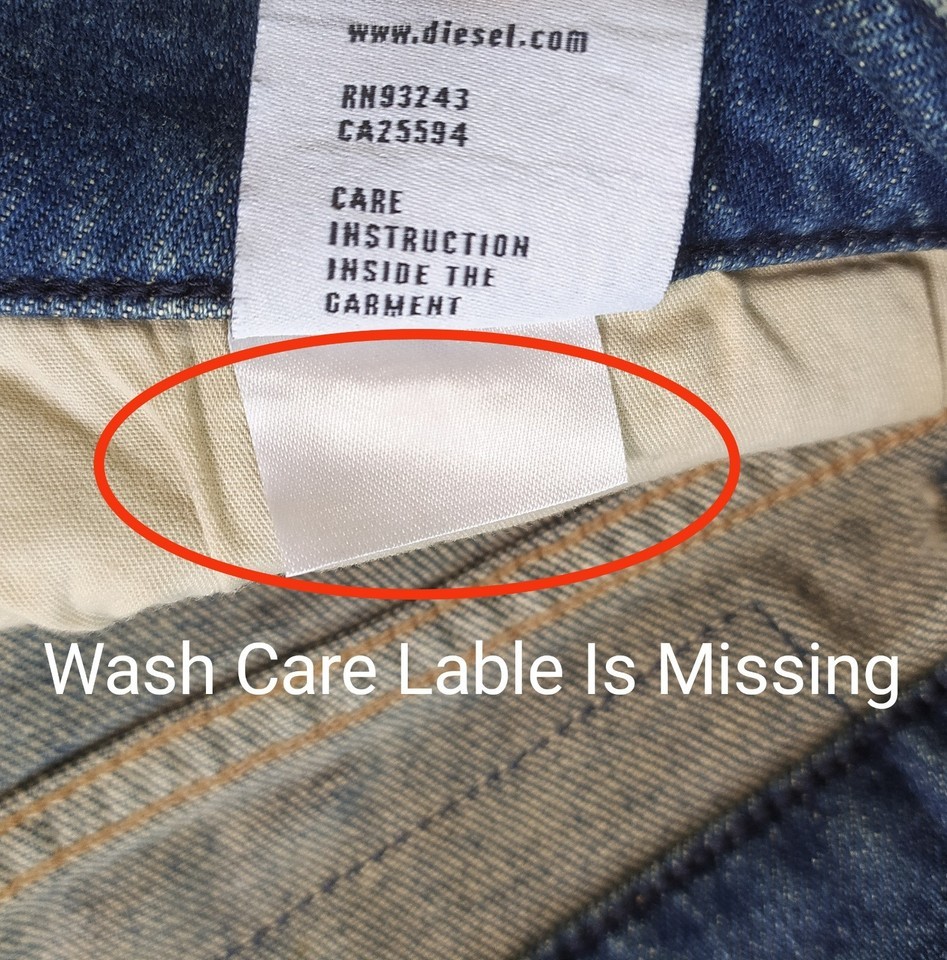 www.diesel.com
RN93243
CA25594
CARE
INSTRUCTION
INSIDE THE
GARMENT
Wash Care Lable Is Missing